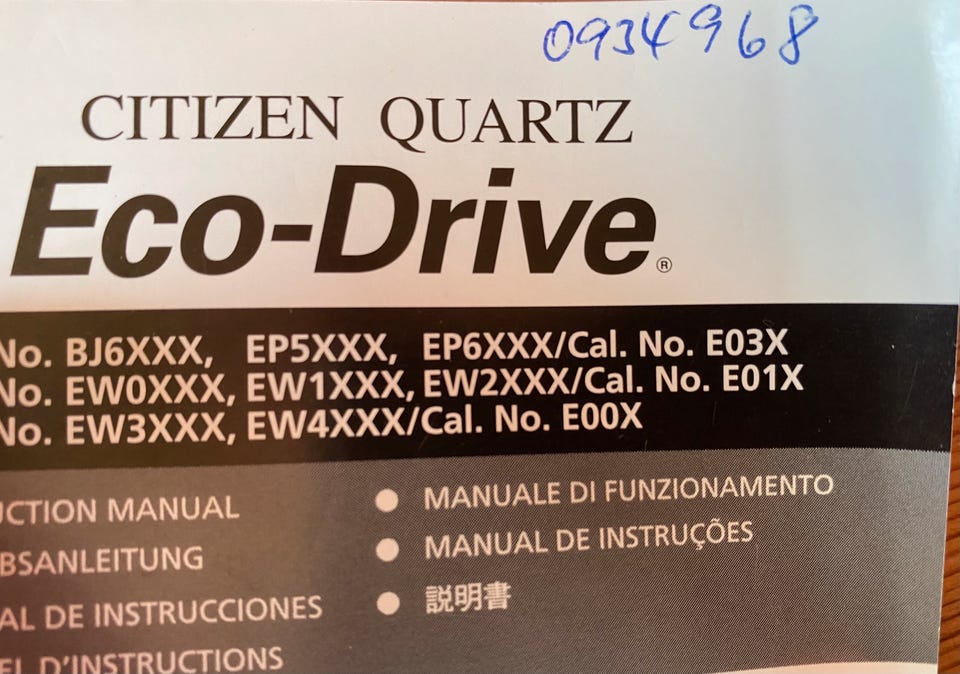 0934968
CITIZEN QUARTZ
Eco-Drive®
No. BJ6XXX, EP5XXX, EP6XXX/Cal. No. E03X
No. EW0XXX, EW1XXX, EW2XXX/Cal. No. E01X
No. EW3XXX, EW4XXX/Cal. No. E00X
UCTION MANUAL
BSANLEITUNG
AL DE INSTRUCCIONES
EL D'INSTRUCTIONS
● MANUALE DI FUNZIONAMENTO
● MANUAL DE INSTRUÇÕES
● 説明書